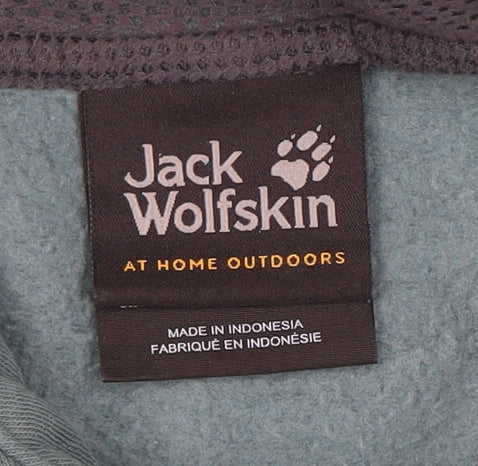 Jack
Wolfskin
AT HOME OUTDOORS
MADE IN INDONESIA
FABRIQUÉ EN INDONÉSIE